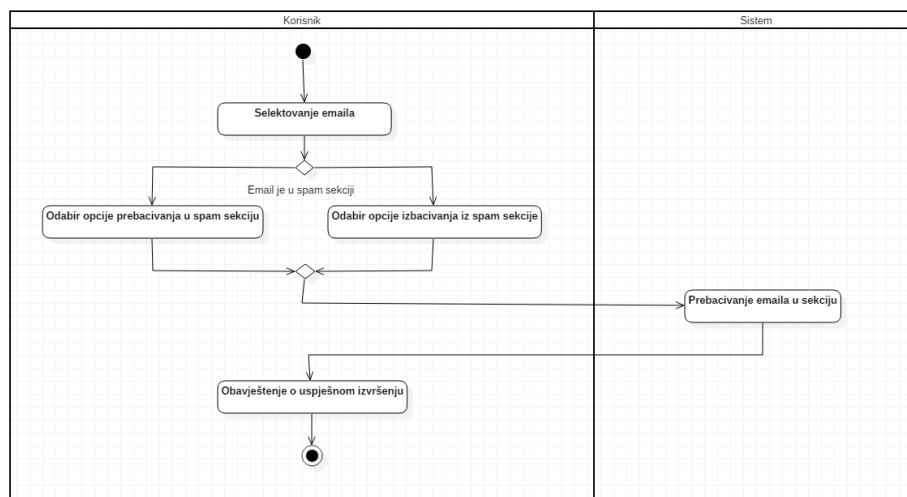 Korisnik
Sistem
Selektovanje emaila
Email je u spam sekciji
Odabir opcije prebacivanja u spam sekciju
Odabir opcije izbacivanja iz spam sekcije
Prebacivanje emaila u sekciju
Obavještenje o uspješnom izvršenju